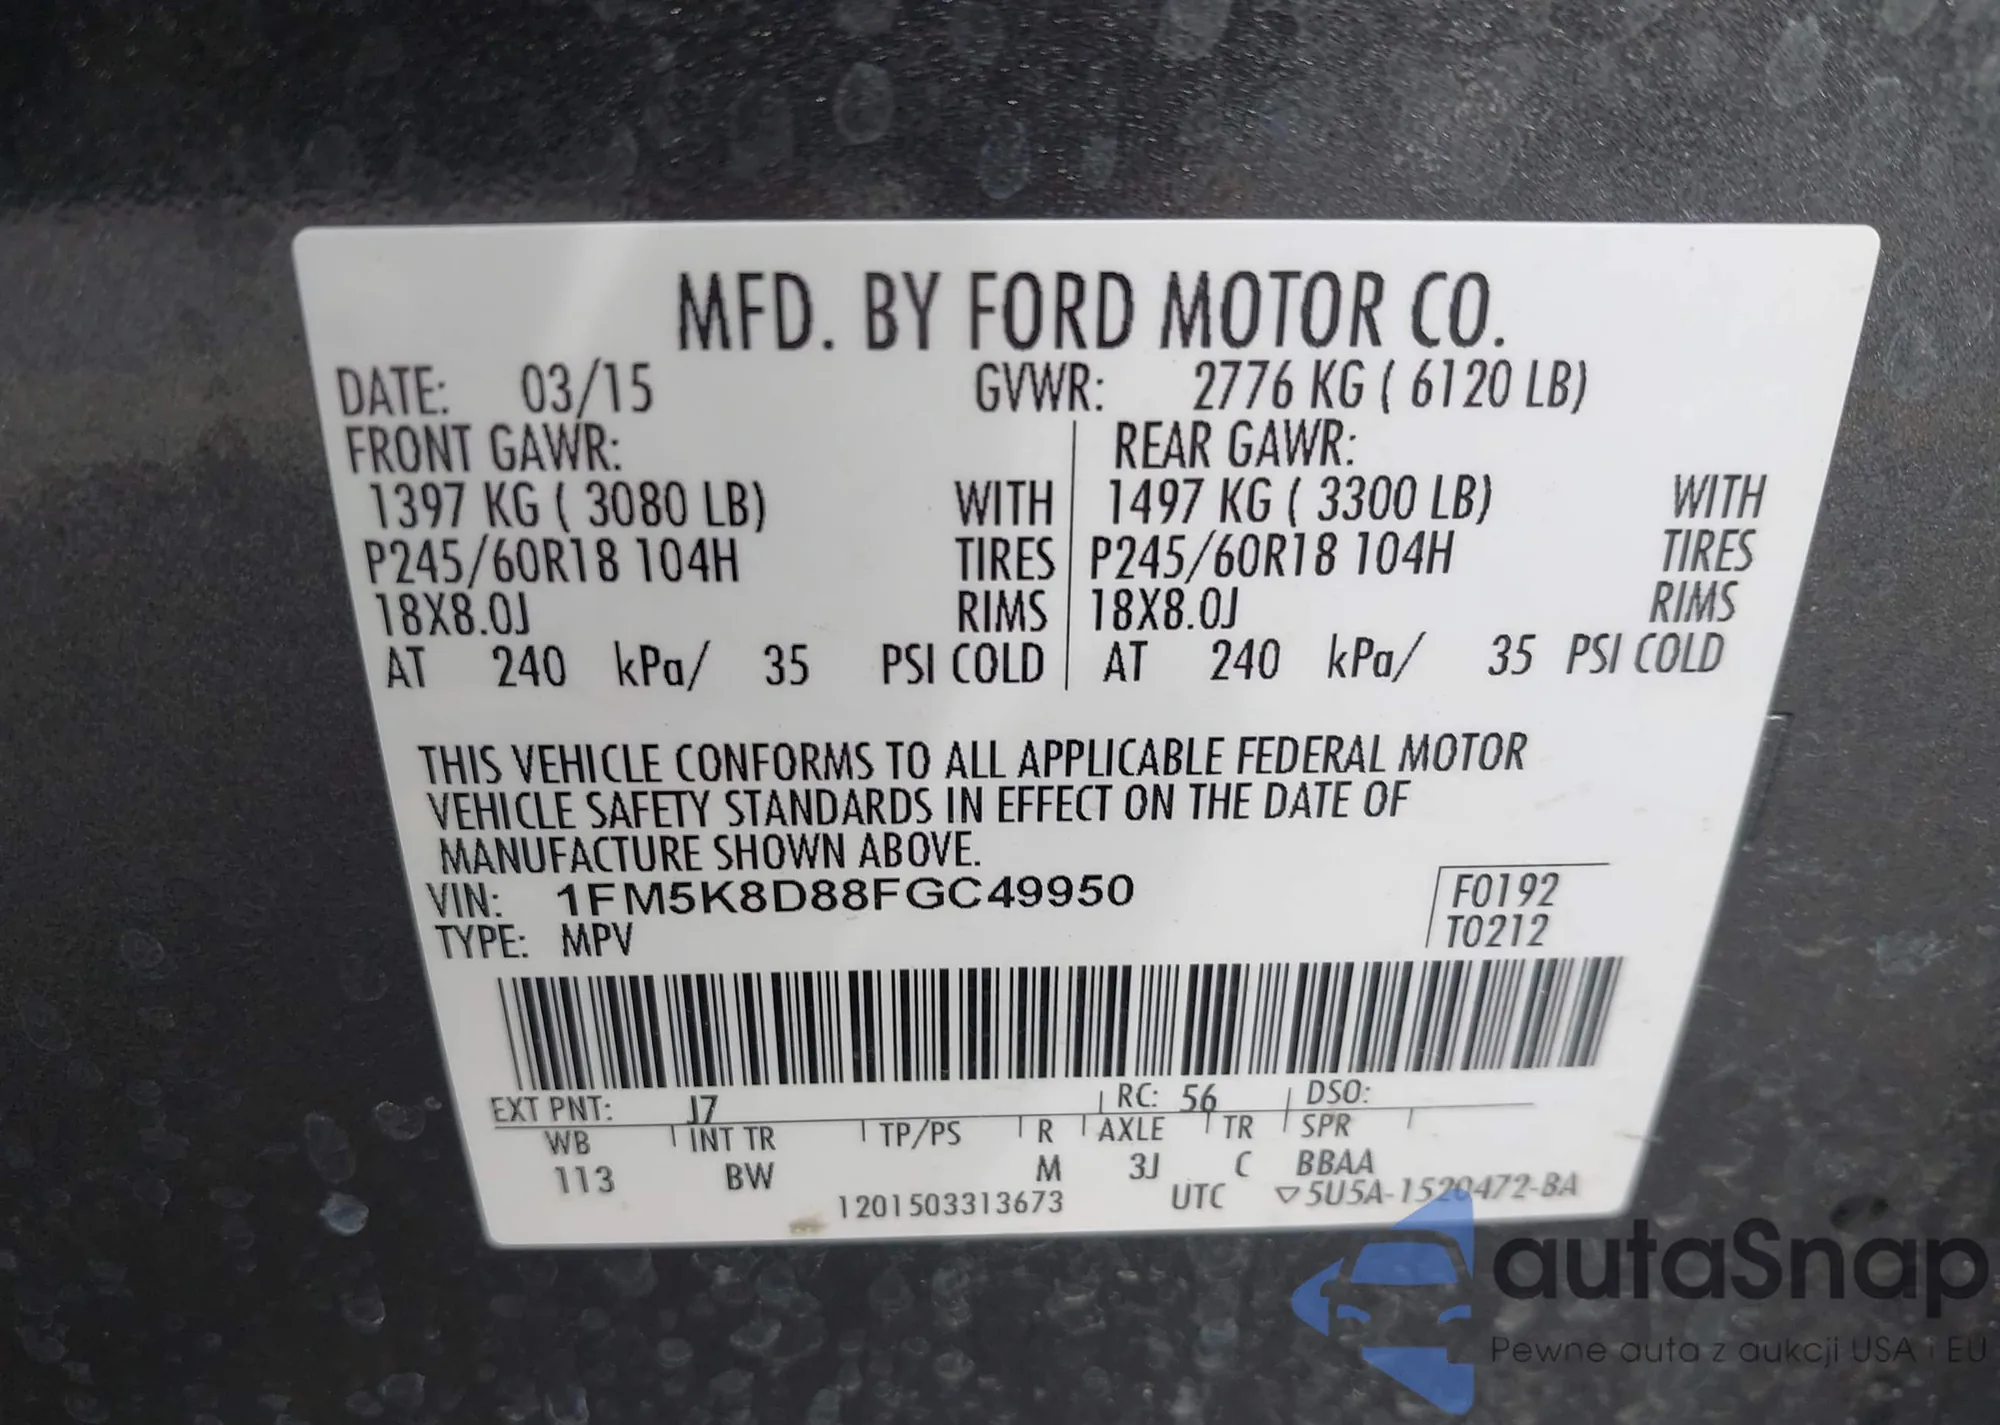 MFD. BY FORD MOTOR CO.
DATE: 03/15 GVWR: 2776 KG ( 6120 LB)
FRONT GAWR: REAR GAWR:
1397 KG ( 3080 LB) WITH 1497 KG ( 3300 LB) WITH
P245/60R18 104H TIRES P245/60R18 104H TIRES
18X8.0J RIMS 18X8.0J RIMS
AT 240 kPa/ 35 PSI COLD AT 240 kPa/ 35 PSI COLD
THIS VEHICLE CONFORMS TO ALL APPLICABLE FEDERAL MOTOR
VEHICLE SAFETY STANDARDS IN EFFECT ON THE DATE OF
MANUFACTURE SHOWN ABOVE.
VIN: 1FM5K8D88FGC49950 F0192
TYPE: MPV T0212
EXT PNT: J7 RC: 56 DSO:
WB INT TR TP/PS R AXLE TR SPR
113 BW M 3J C BBAA
1201503313673 UTC ▽5U5A-1520472-BA
autaSnap
Pewne auta z aukcji USA i EU